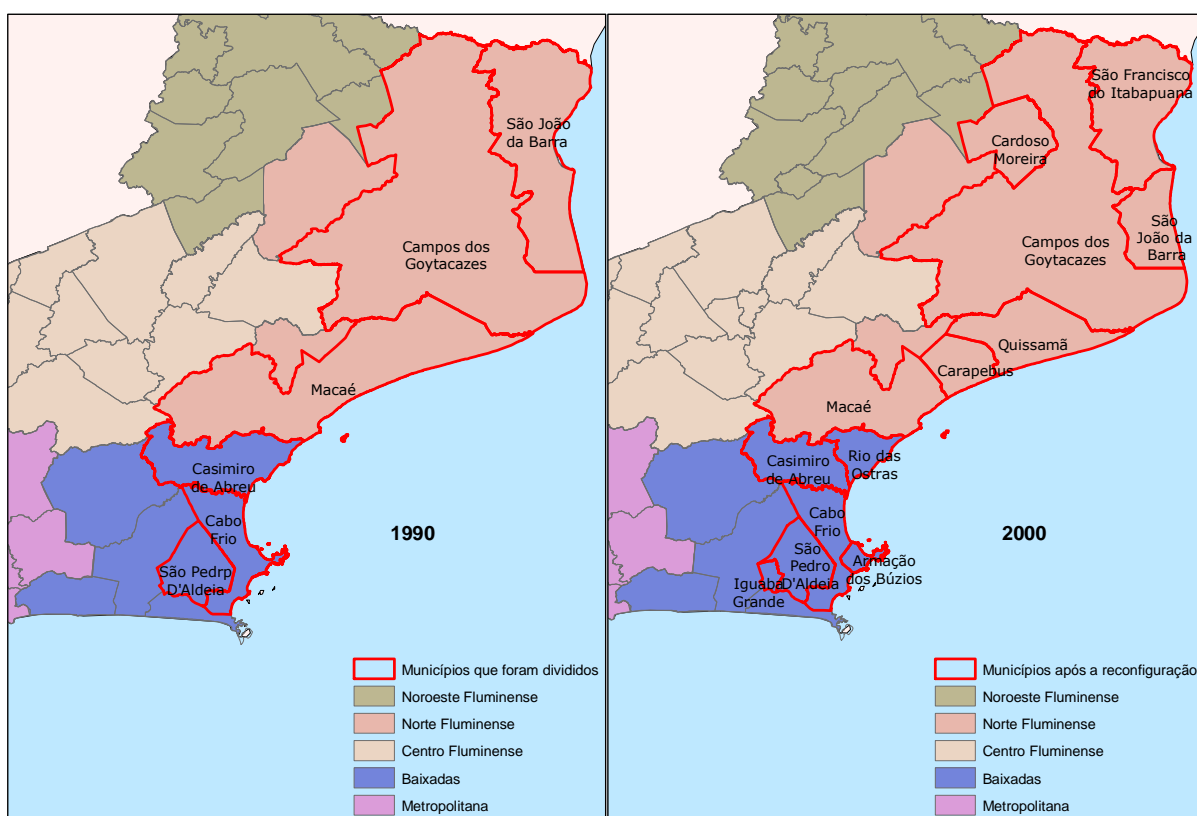 São João
da Barra
Campos dos
Goytacazes
Macaé
Casimiro
de Abreu
Cabo
Frio
São Pedrp
D'Aldeia
1990
Municípios que foram divididos
Noroeste Fluminense
Norte Fluminense
Centro Fluminense
Baixadas
Metropolitana
São Francisco
do Itabapuana
Cardoso
Moreira
São
João da
Barra
Campos dos
Goytacazes
Quissamã
Carapebus
Macaé
Rio das
Ostras
Casimiro
de Abreu
Cabo
Frio
São
Pedro
D'Aldeia
Armação
dos Búzios
Iguaba
Grande
2000
Municípios após a reconfiguração
Noroeste Fluminense
Norte Fluminense
Centro Fluminense
Baixadas
Metropolitana